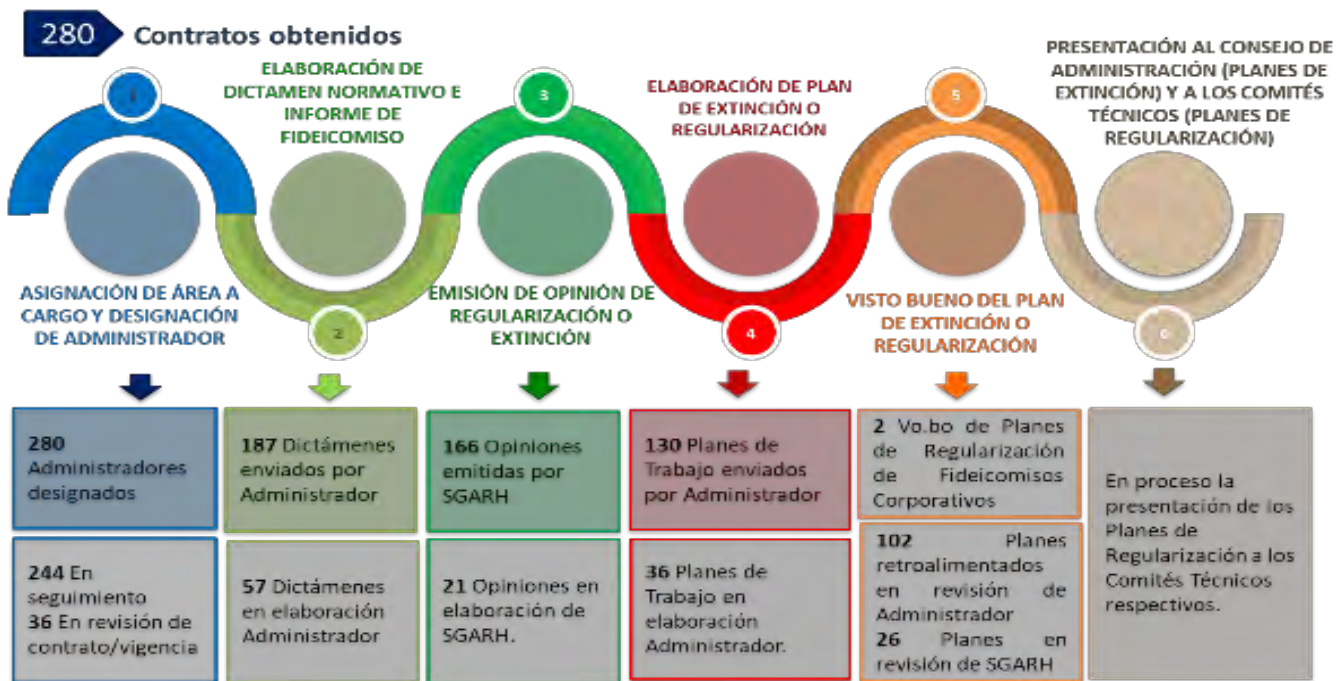 280 Contratos obtenidos
1
ASIGNACIÓN DE ÁREA A
CARGO Y DESIGNACIÓN
DE ADMINISTRADOR
280
Administradores
designados
244 En
seguimiento
36 En revisión de
contrato/vigencia
ELABORACIÓN DE
DICTAMEN NORMATIVO E
INFORME DE
FIDEICOMISO
2
187 Dictámenes
enviados por
Administrador
57 Dictámenes
en elaboración
Administrador
3
EMISIÓN DE OPINIÓN DE
REGULARIZACIÓN O
EXTINCIÓN
166 Opiniones
emitidas por
SGARH
21 Opiniones en
elaboración de
SGARH.
ELABORACIÓN DE PLAN
DE EXTINCIÓN O
REGULARIZACIÓN
4
130 Planes de
Trabajo enviados
por Administrador
36 Planes de
Trabajo en
elaboración
Administrador.
5
VISTO BUENO DEL PLAN
DE EXTINCIÓN O
REGULARIZACIÓN
2 Vo.bo de Planes
de Regularización
de Fideicomisos
Corporativos
102 Planes
retroalimentados
en revisión de
Administrador
26 Planes en
revisión de SGARH
PRESENTACIÓN AL CONSEJO DE
ADMINISTRACIÓN (PLANES DE
EXTINCIÓN) Y A LOS COMITÉS
TÉCNICOS (PLANES DE
REGULARIZACIÓN)
6
En proceso la
presentación de los
Planes de
Regularización a los
Comités Técnicos
respectivos.